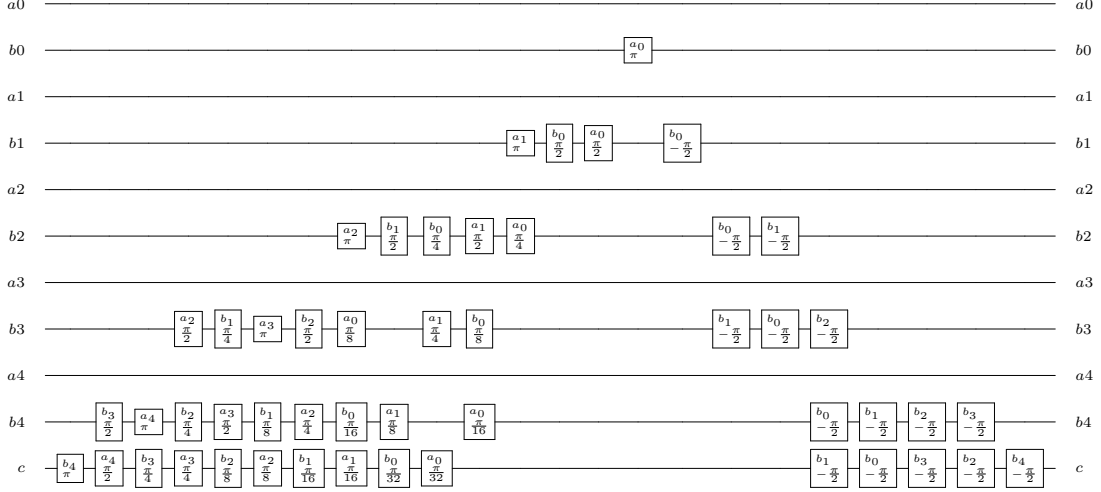 a0 a0
b0 a₀ π b0
a1 a1
b1 a₁ π b₀ π/2 a₀ π/2 b₀ −π/2 b1
a2 a2
b2 a₂ π b₁ π/2 b₀ π/4 a₁ π/2 a₀ π/4 b₀ −π/2 b₁ −π/2 b2
a3 a3
b3 a₂ π/2 b₁ π/4 a₃ π b₂ π/2 a₀ π/8 a₁ π/4 b₀ π/8 b₁ −π/2 b₀ −π/2 b₂ −π/2 b3
a4 a4
b4 b₃ π/2 a₄ π b₂ π/4 a₃ π/2 b₁ π/8 a₂ π/4 b₀ π/16 a₁ π/8 a₀ π/16 b₀ −π/2 b₁ −π/2 b₂ −π/2 b₃ −π/2 b4
c b₄ π a₄ π/2 b₃ π/4 a₃ π/4 b₂ π/8 a₂ π/8 b₁ π/16 a₁ π/16 b₀ π/32 a₀ π/32 b₁ −π/2 b₀ −π/2 b₃ −π/2 b₂ −π/2 b₄ −π/2 c